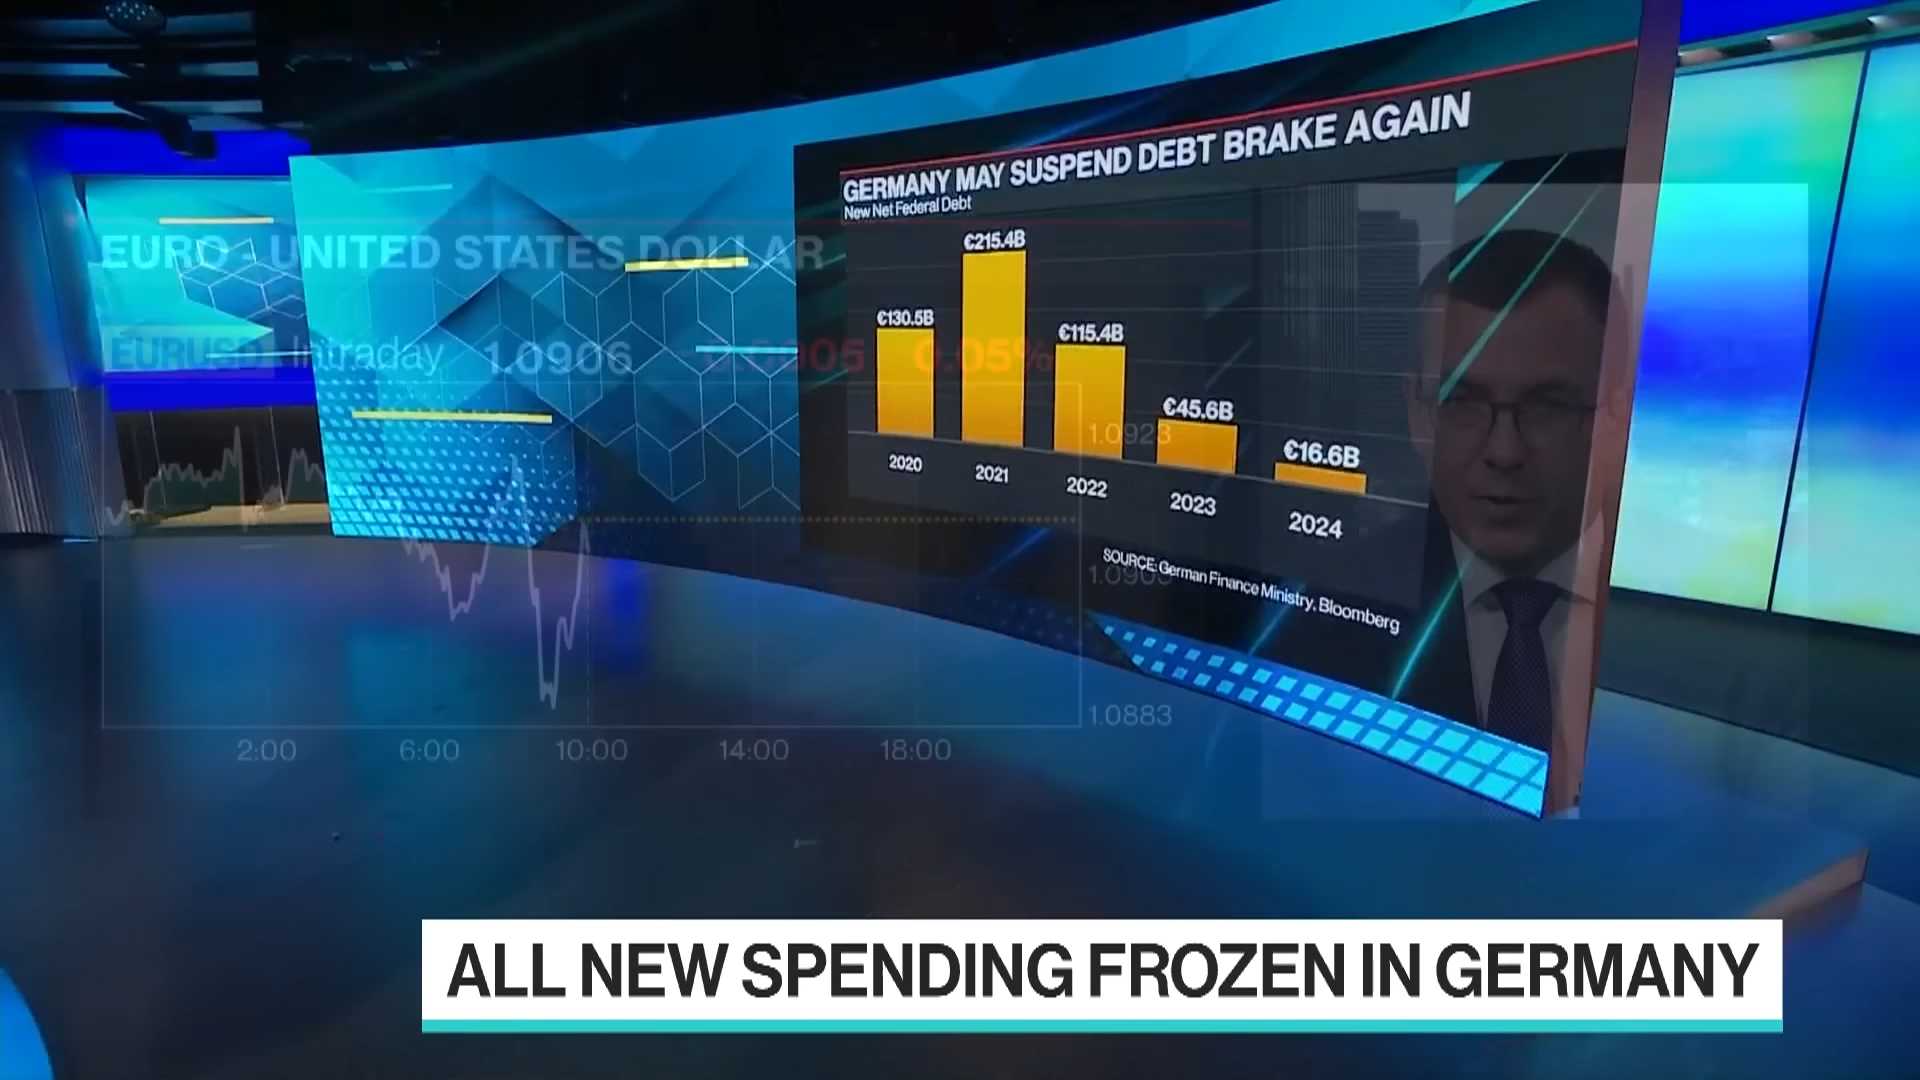 GERMANY MAY SUSPEND DEBT BRAKE AGAIN
New Net Federal Debt
€130.5B
€215.4B
€115.4B
€45.6B
€16.6B
2020
2021
2022
2023
2024
SOURCE: German Finance Ministry, Bloomberg
EURO - UNITED STATES DOLLAR
EURUSD Intraday 1.0906 0.05%
1.0923
1.0883
2:00
6:00
10:00
14:00
18:00
ALL NEW SPENDING FROZEN IN GERMANY